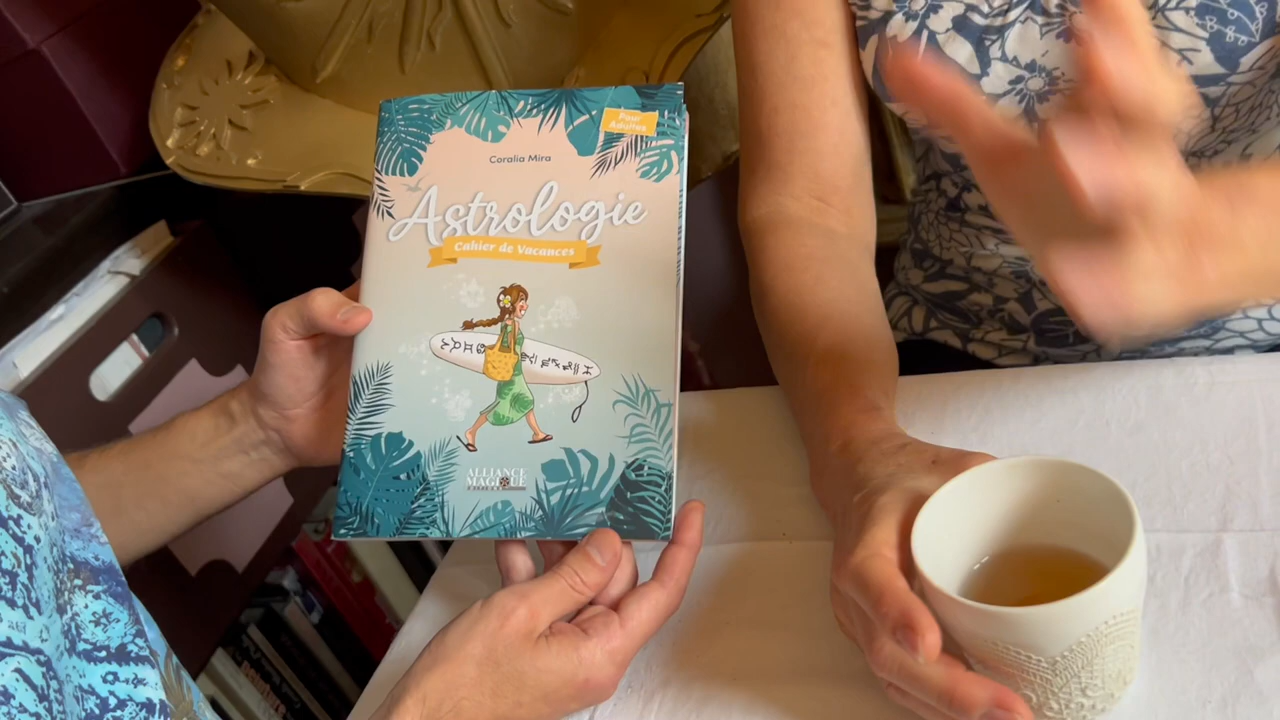 Pour
Adultes
Coralia Mira
Astrologie
Cahier de Vacances
ALLIANCE
MAGIQUE